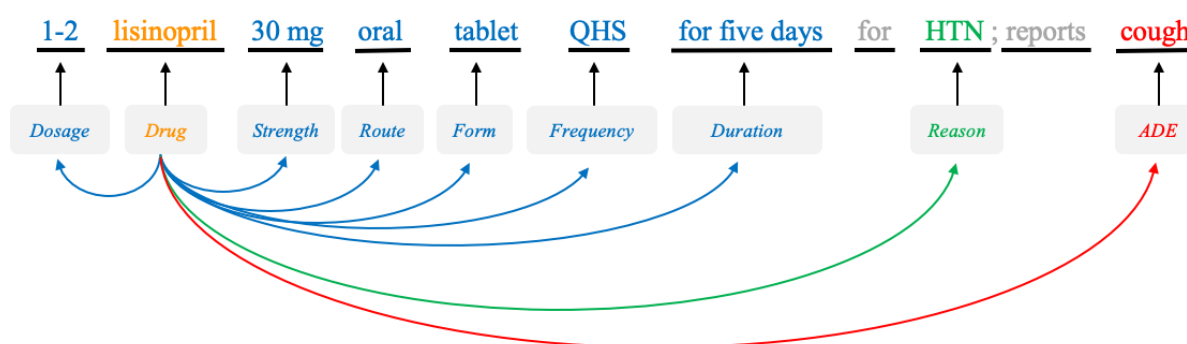 1-2 lisinopril 30 mg oral tablet QHS for five days for HTN ; reports cough
Dosage Drug Strength Route Form Frequency Duration Reason ADE